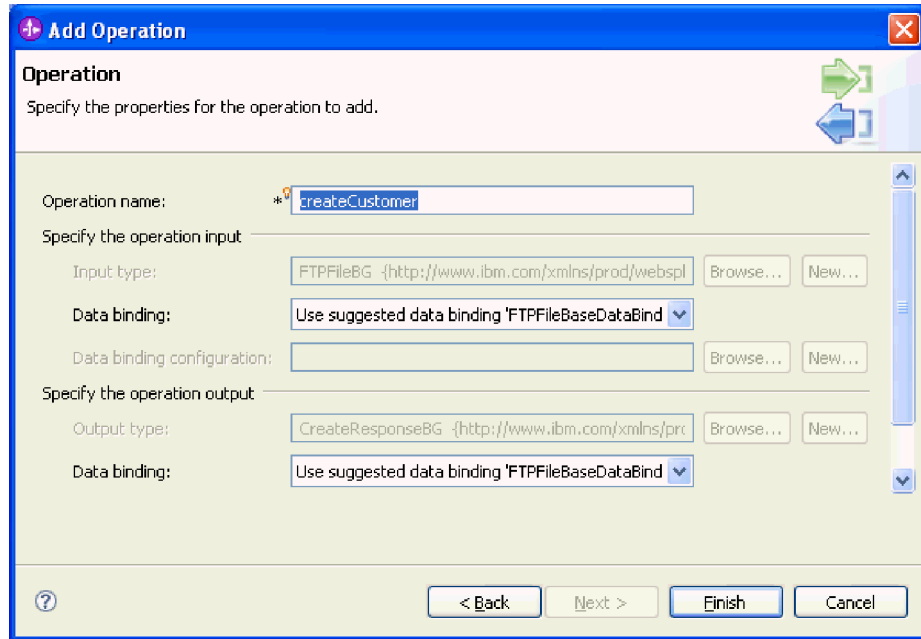 Add Operation
Operation
Specify the properties for the operation to add.
Operation name: * createCustomer
Specify the operation input
Input type: FTPFileBG -{http://www.ibm.com/xmlns/prod/webspl Browse... New...
Data binding: Use suggested data binding 'FTPFileBaseDataBind
Data binding configuration: Browse... New...
Specify the operation output
Output type: CreateResponseBG -{http://www.ibm.com/xmlns/pro Browse... New...
Data binding: Use suggested data binding 'FTPFileBaseDataBind
? < Back Next > Finish Cancel